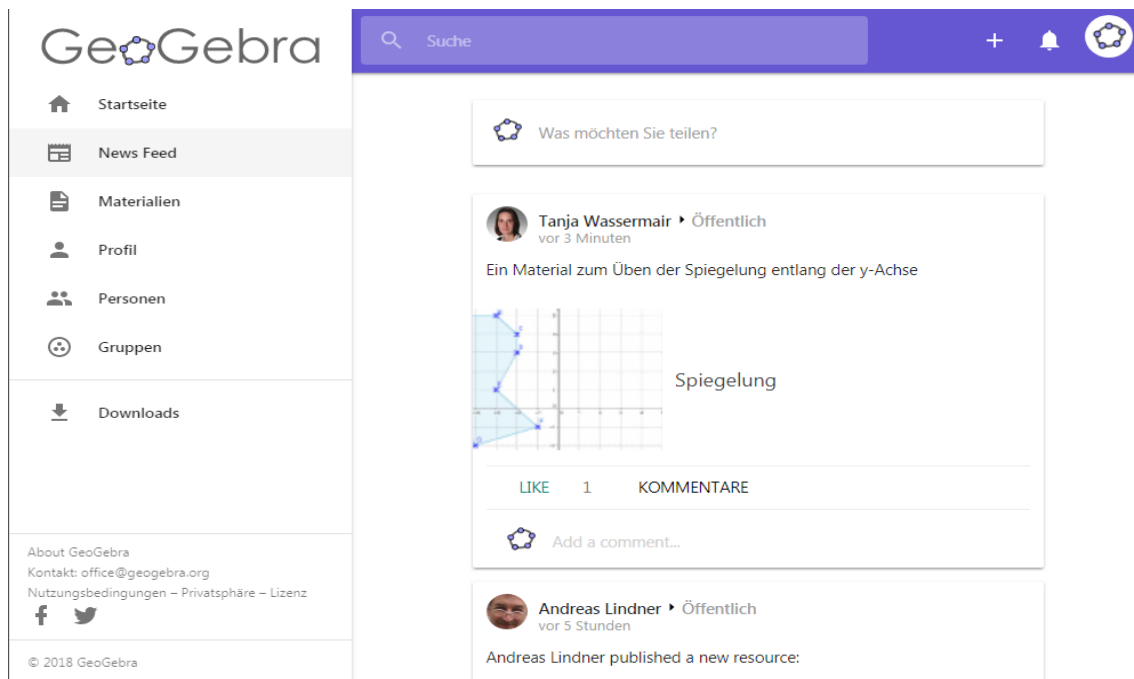 GeoGebra
Startseite
News Feed
Materialien
Profil
Personen
Gruppen
Downloads
About GeoGebra
Kontakt: office@geogebra.org
Nutzungsbedingungen – Privatsphäre – Lizenz
© 2018 GeoGebra
Suche
Was möchten Sie teilen?
Tanja Wassermair ‣ Öffentlich
vor 3 Minuten
Ein Material zum Üben der Spiegelung entlang der y-Achse
Spiegelung
LIKE 1 KOMMENTARE
Add a comment...
Andreas Lindner ‣ Öffentlich
vor 5 Stunden
Andreas Lindner published a new resource: